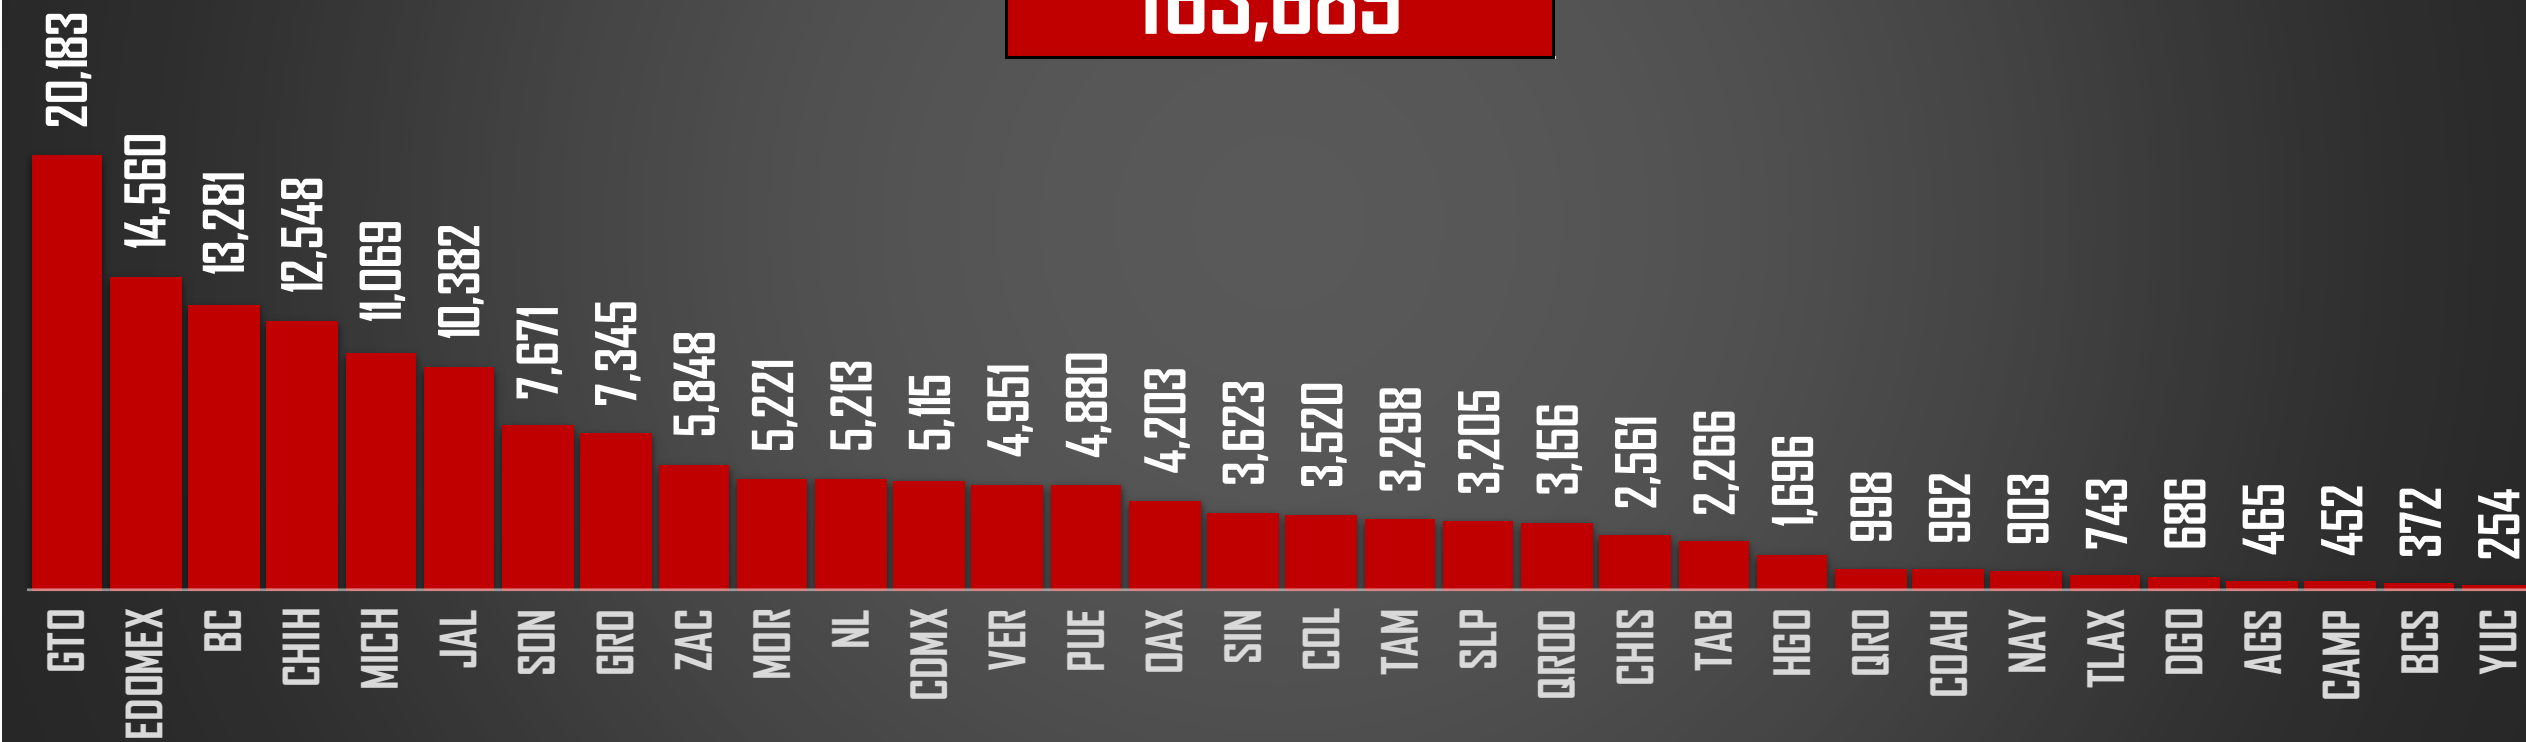 20,183
14,560
13,281
12,548
11,069
10,382
7,671
7,345
5,848
5,221
5,213
5,115
4,951
4,880
4,203
3,623
3,520
3,298
3,205
3,156
2,561
2,266
1,696
998
992
903
743
686
465
452
372
254
GTO
EDOMEX
BC
CHIH
MICH
JAL
SON
GRO
ZAC
MOR
NL
CDMX
VER
PUE
OAX
SIN
COL
TAM
SLP
QROO
CHIS
TAB
HGO
QRO
COAH
NAY
TLAX
DGO
AGS
CAMP
BCS
YUC